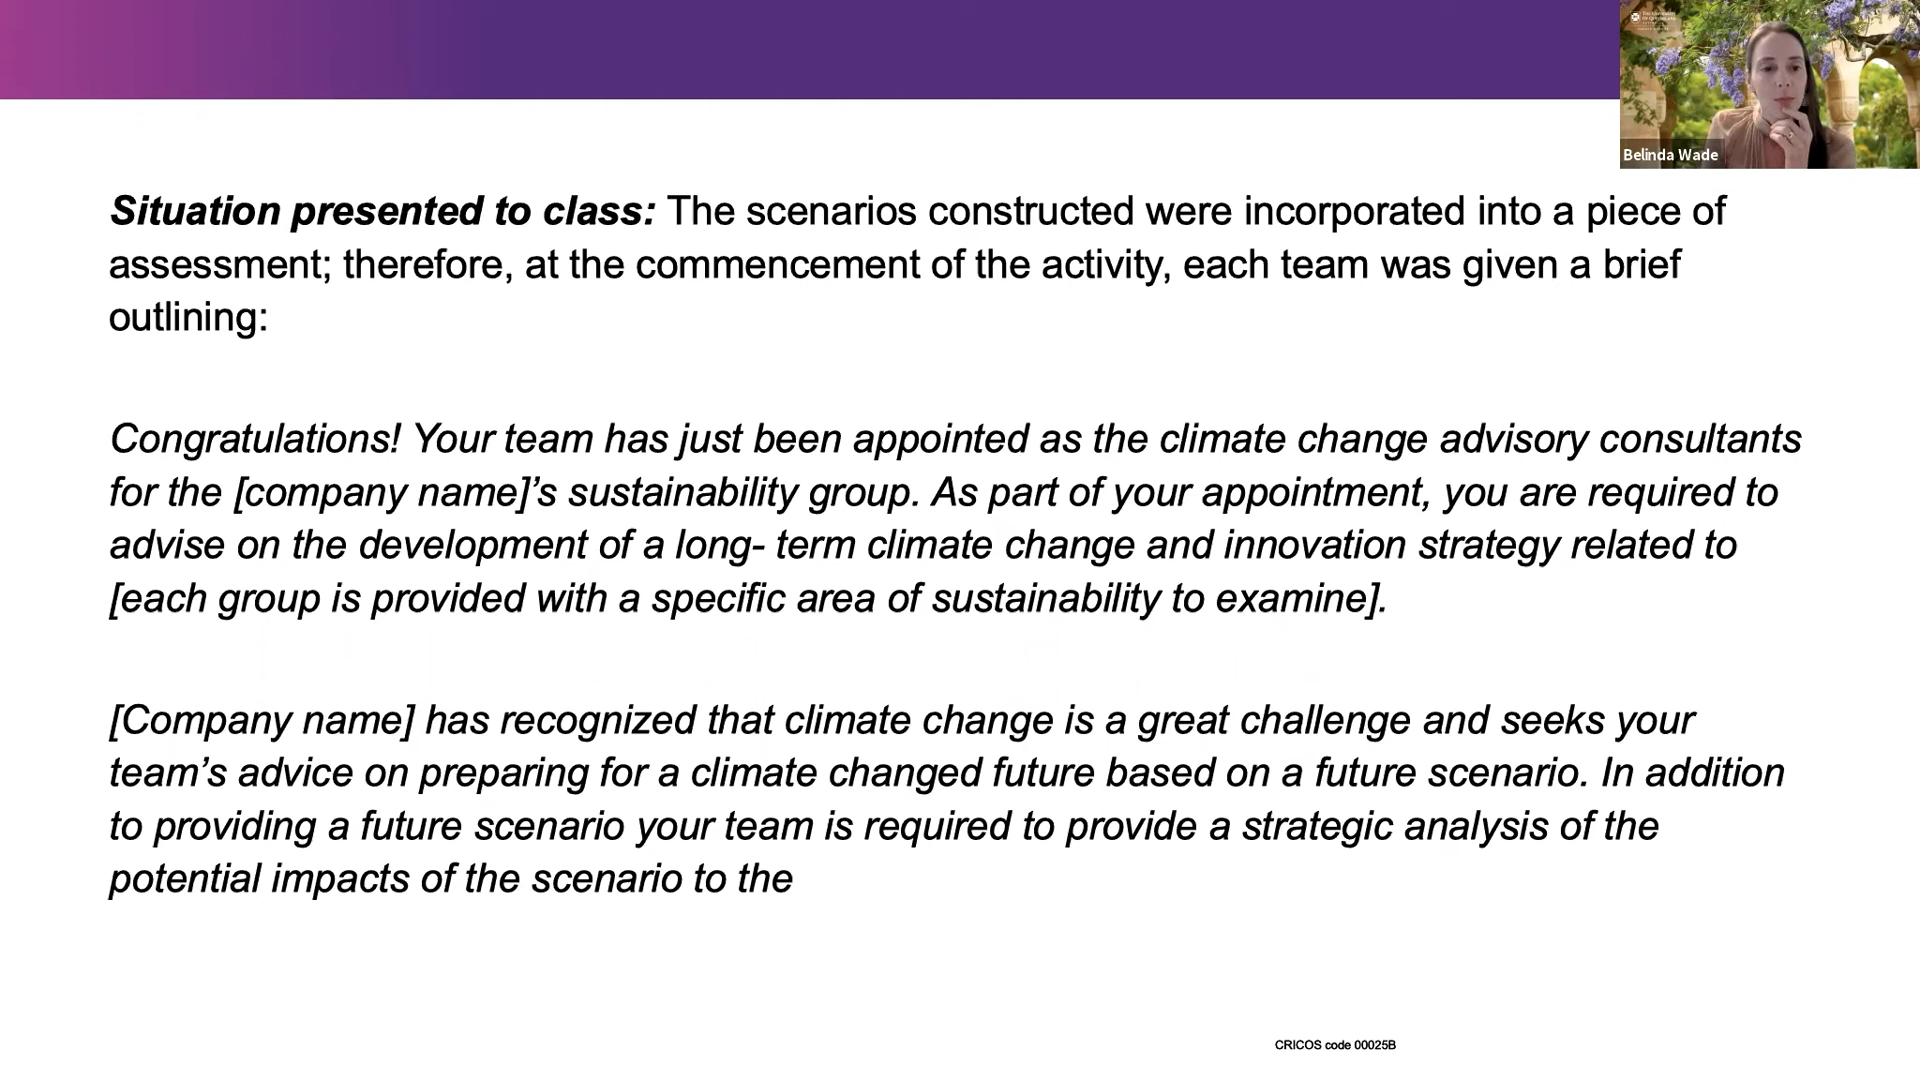 Belinda Wade
Situation presented to class: The scenarios constructed were incorporated into a piece of
assessment; therefore, at the commencement of the activity, each team was given a brief
outlining:
Congratulations! Your team has just been appointed as the climate change advisory consultants
for the [company name]’s sustainability group. As part of your appointment, you are required to
advise on the development of a long- term climate change and innovation strategy related to
[each group is provided with a specific area of sustainability to examine].
[Company name] has recognized that climate change is a great challenge and seeks your
team’s advice on preparing for a climate changed future based on a future scenario. In addition
to providing a future scenario your team is required to provide a strategic analysis of the
potential impacts of the scenario to the
CRICOS code 00025B